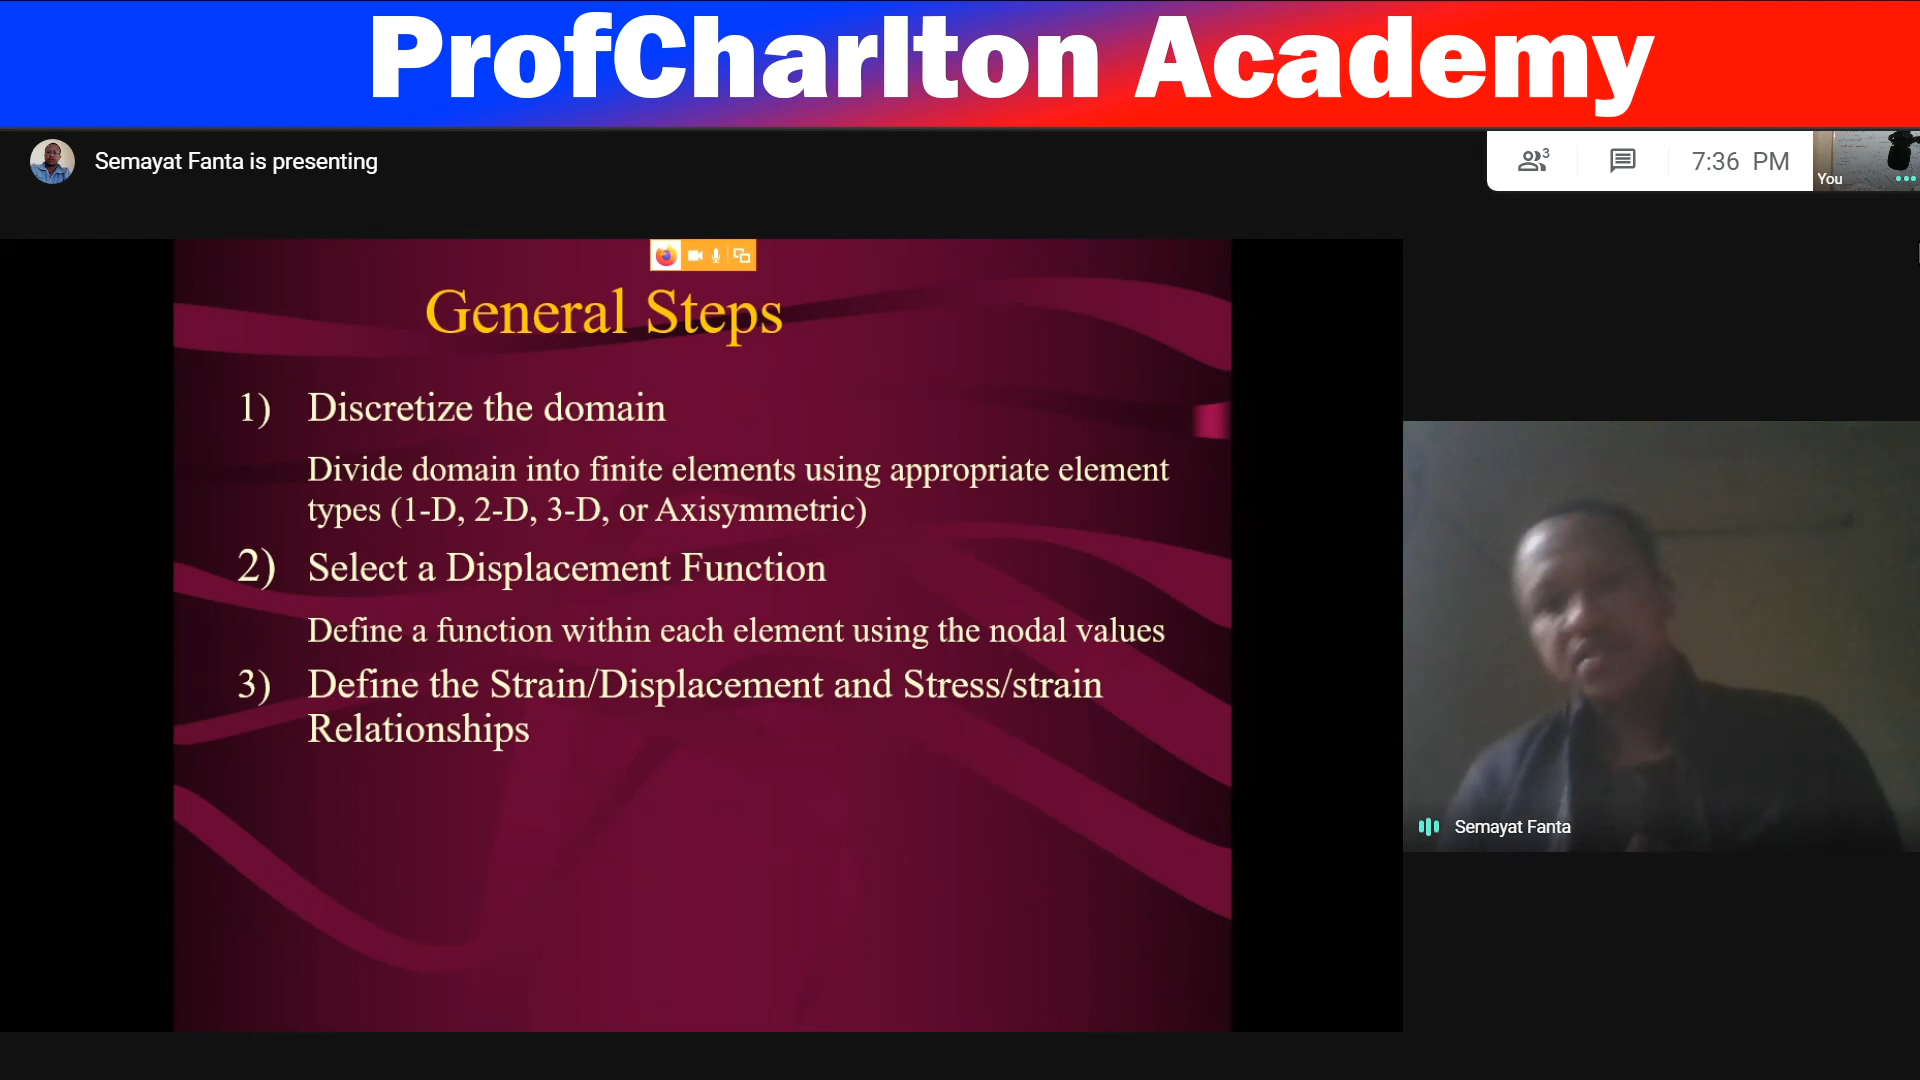 ProfCharlton Academy
Semayat Fanta is presenting
3
7:36 PM
You
General Steps
1) Discretize the domain
Divide domain into finite elements using appropriate element
types (1-D, 2-D, 3-D, or Axisymmetric)
2) Select a Displacement Function
Define a function within each element using the nodal values
3) Define the Strain/Displacement and Stress/strain
Relationships
Semayat Fanta